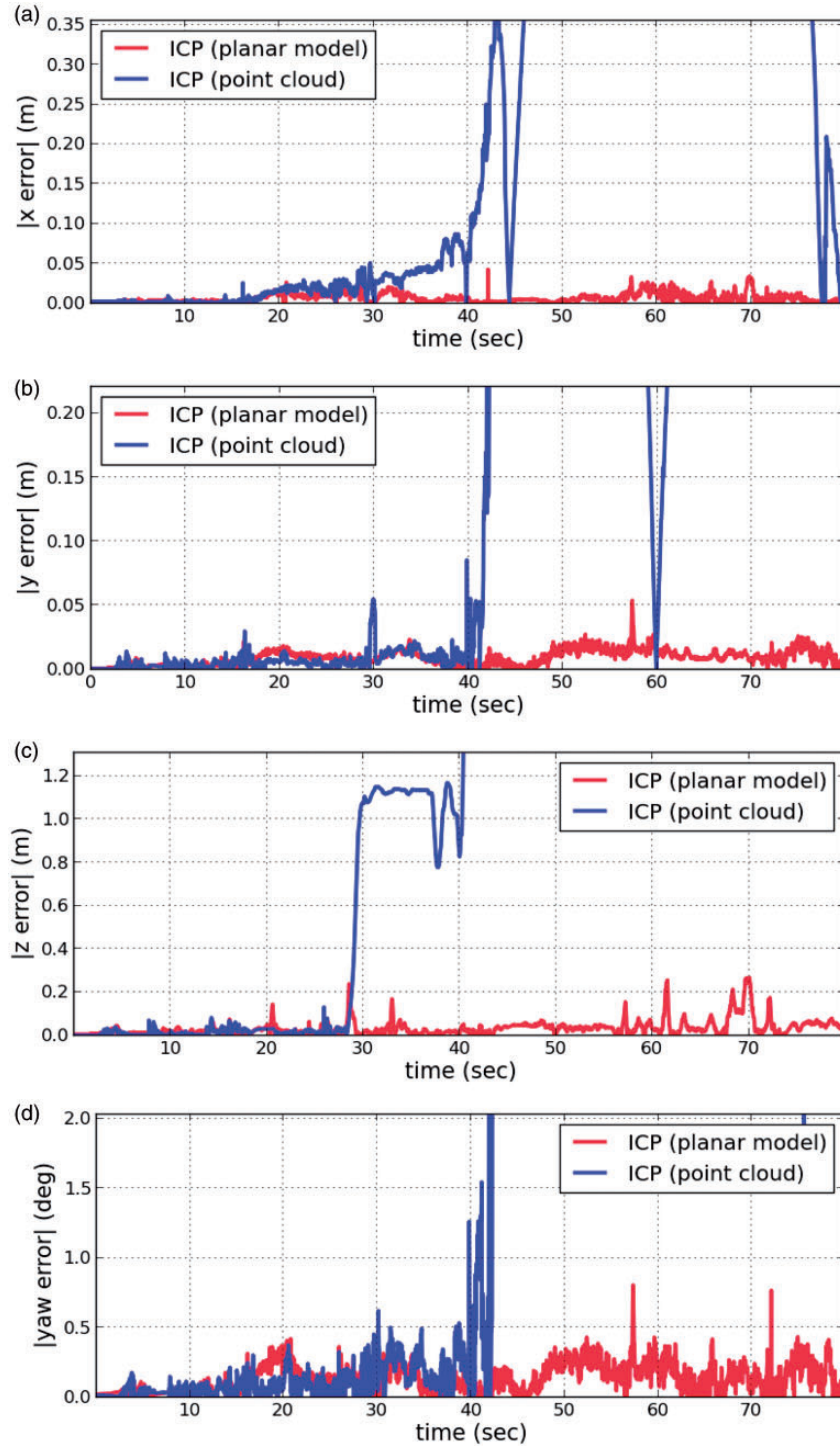 (a)
0.35
0.30
0.25
0.20
0.15
0.10
0.05
0.00
|x error| (m)
ICP (planar model)
ICP (point cloud)
10 20 30 40 50 60 70
time (sec)
(b)
0.20
0.15
0.10
0.05
0.00
|y error| (m)
ICP (planar model)
ICP (point cloud)
0 10 20 30 40 50 60 70
time (sec)
(c)
1.2
1.0
0.8
0.6
0.4
0.2
0.0
|z error| (m)
ICP (planar model)
ICP (point cloud)
10 20 30 40 50 60 70
time (sec)
(d)
2.0
1.5
1.0
0.5
0.0
|yaw error| (deg)
ICP (planar model)
ICP (point cloud)
10 20 30 40 50 60 70
time (sec)